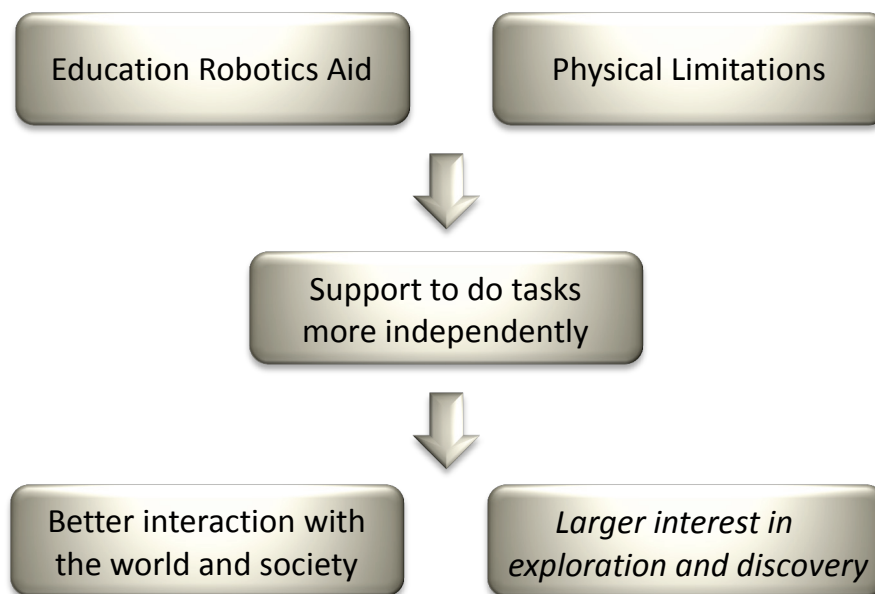 Education Robotics Aid
Physical Limitations
Support to do tasks
more independently
Better interaction with
the world and society
Larger interest in
exploration and discovery